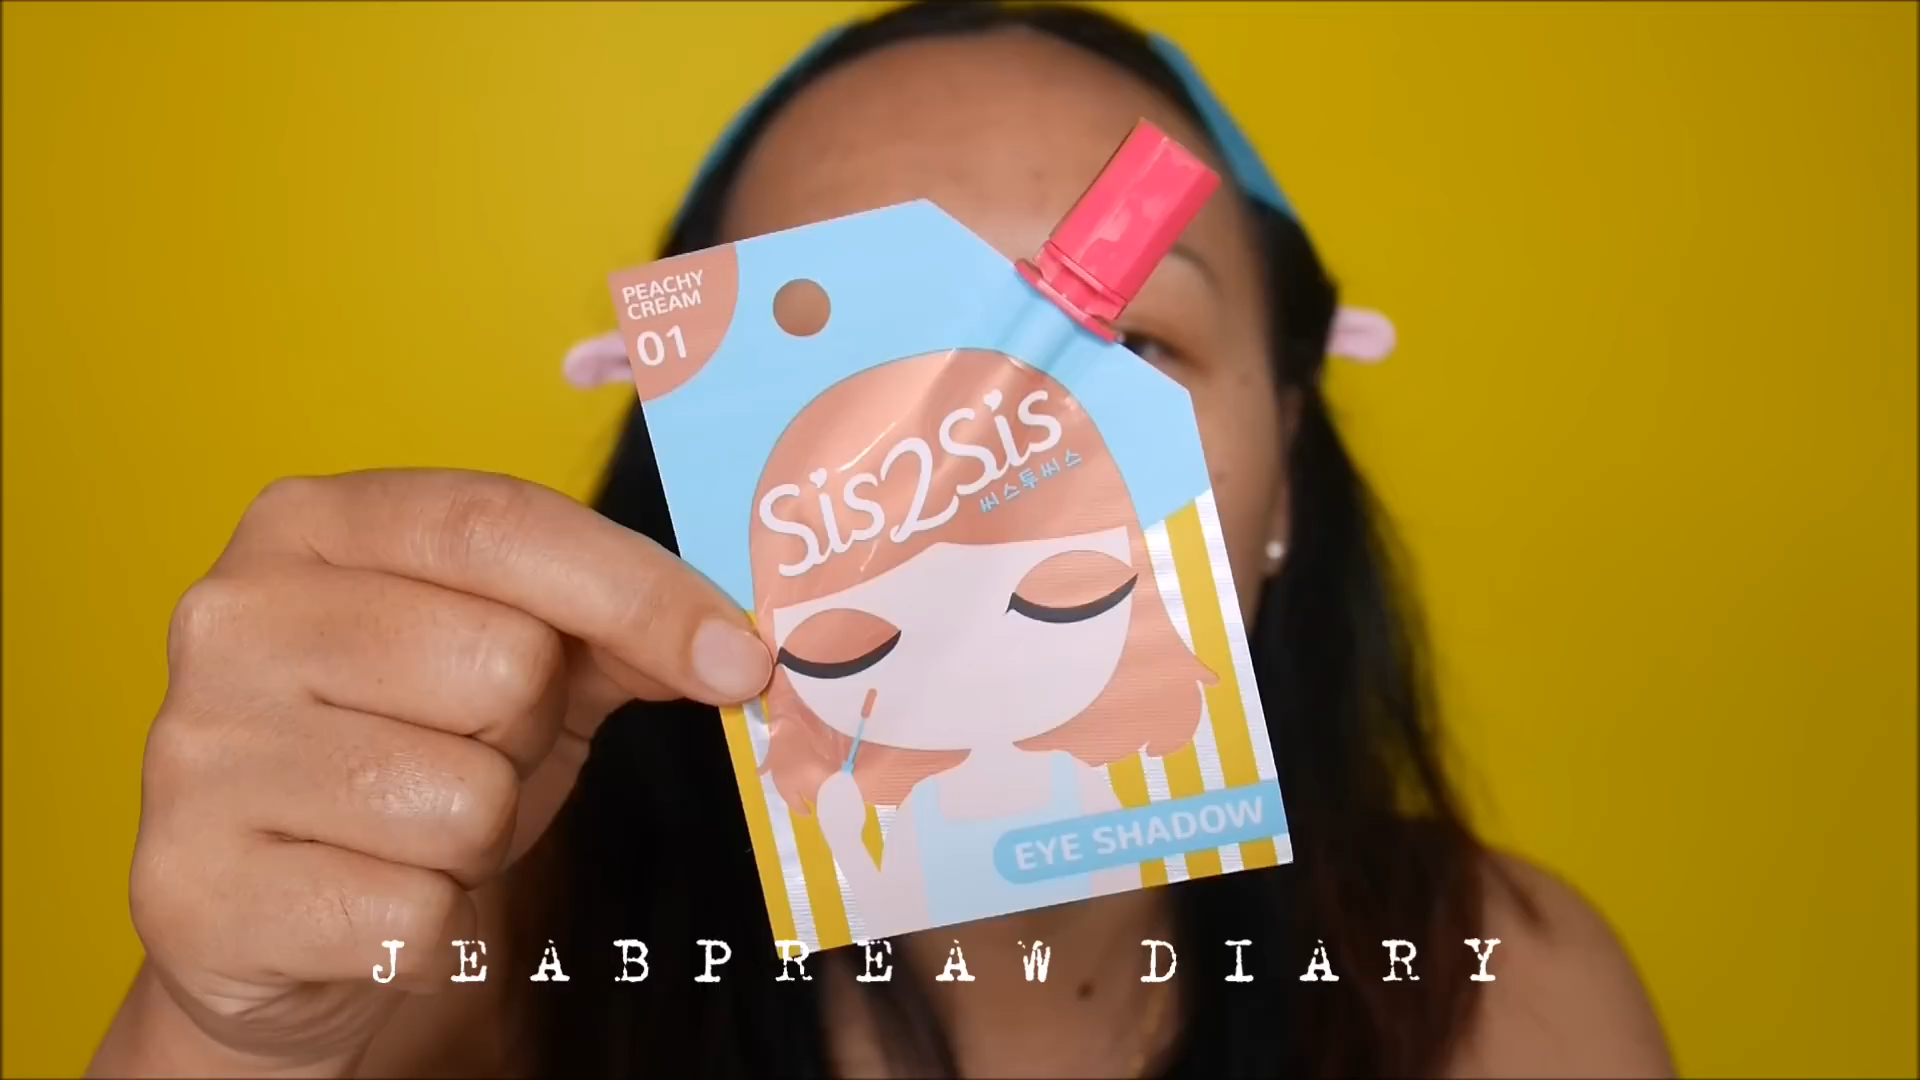 PEACHY
CREAM
01
Sis2Sis
씨스투씨스
EYE SHADOW
JEABPREAW DIARY